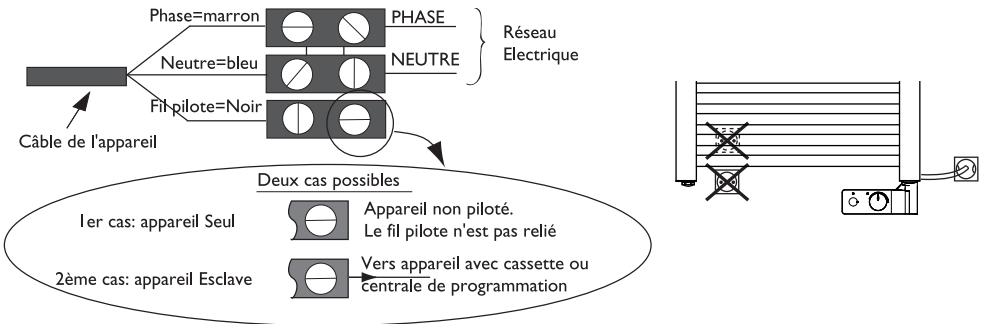 Phase=marron
PHASE
Neutre=bleu
NEUTRE
Réseau
Electrique
Fil pilote=Noir
Câble de l'appareil
Deux cas possibles
1er cas: appareil Seul
Appareil non piloté.
Le fil pilote n'est pas relié
2ème cas: appareil Esclave
Vers appareil avec cassette ou
centrale de programmation